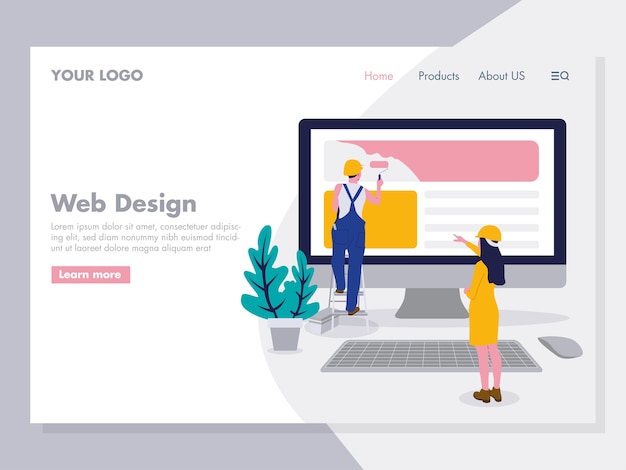 YOUR LOGO
Home Products About US
Web Design
Lorem ipsum dolor sit amet, consectetuer
adipiscing elit, sed diam nonummy nibh
euismod tincidunt ut laoreet dolore magna
aliquam erat volutpat.
Learn more